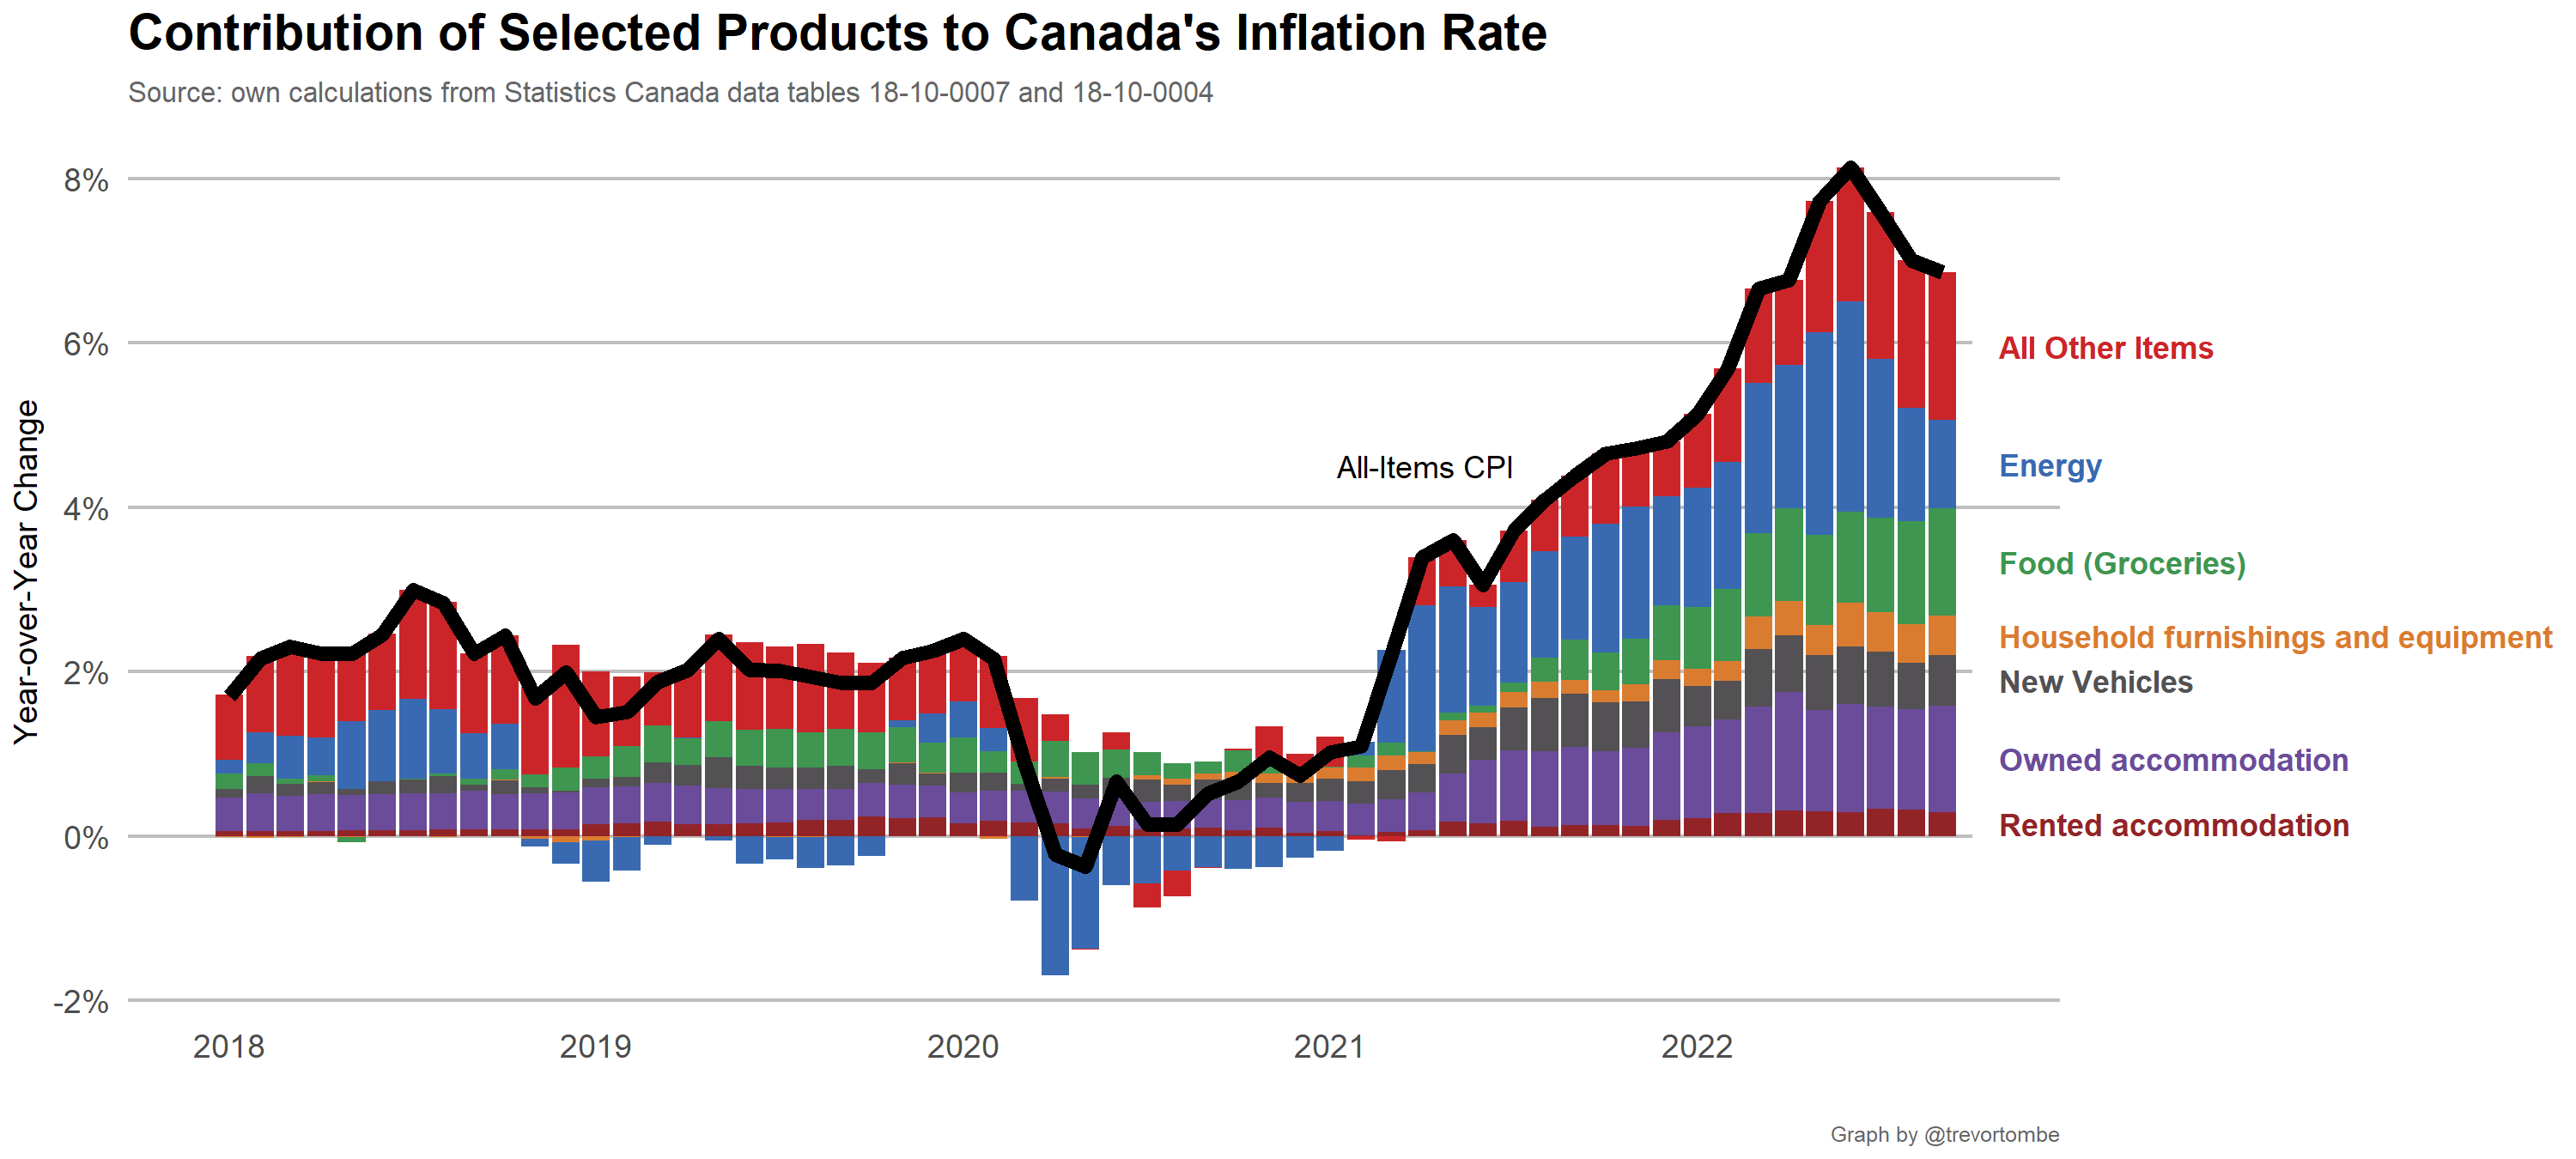 Contribution of Selected Products to Canada's Inflation Rate
Source: own calculations from Statistics Canada data tables 18-10-0007 and 18-10-0004
Year-over-Year Change
8%
6%
4%
2%
0%
-2%
All-Items CPI
All Other Items
Energy
Food (Groceries)
Household furnishings and equipment
New Vehicles
Owned accommodation
Rented accommodation
2018 2019 2020 2021 2022
Graph by @trevortombe